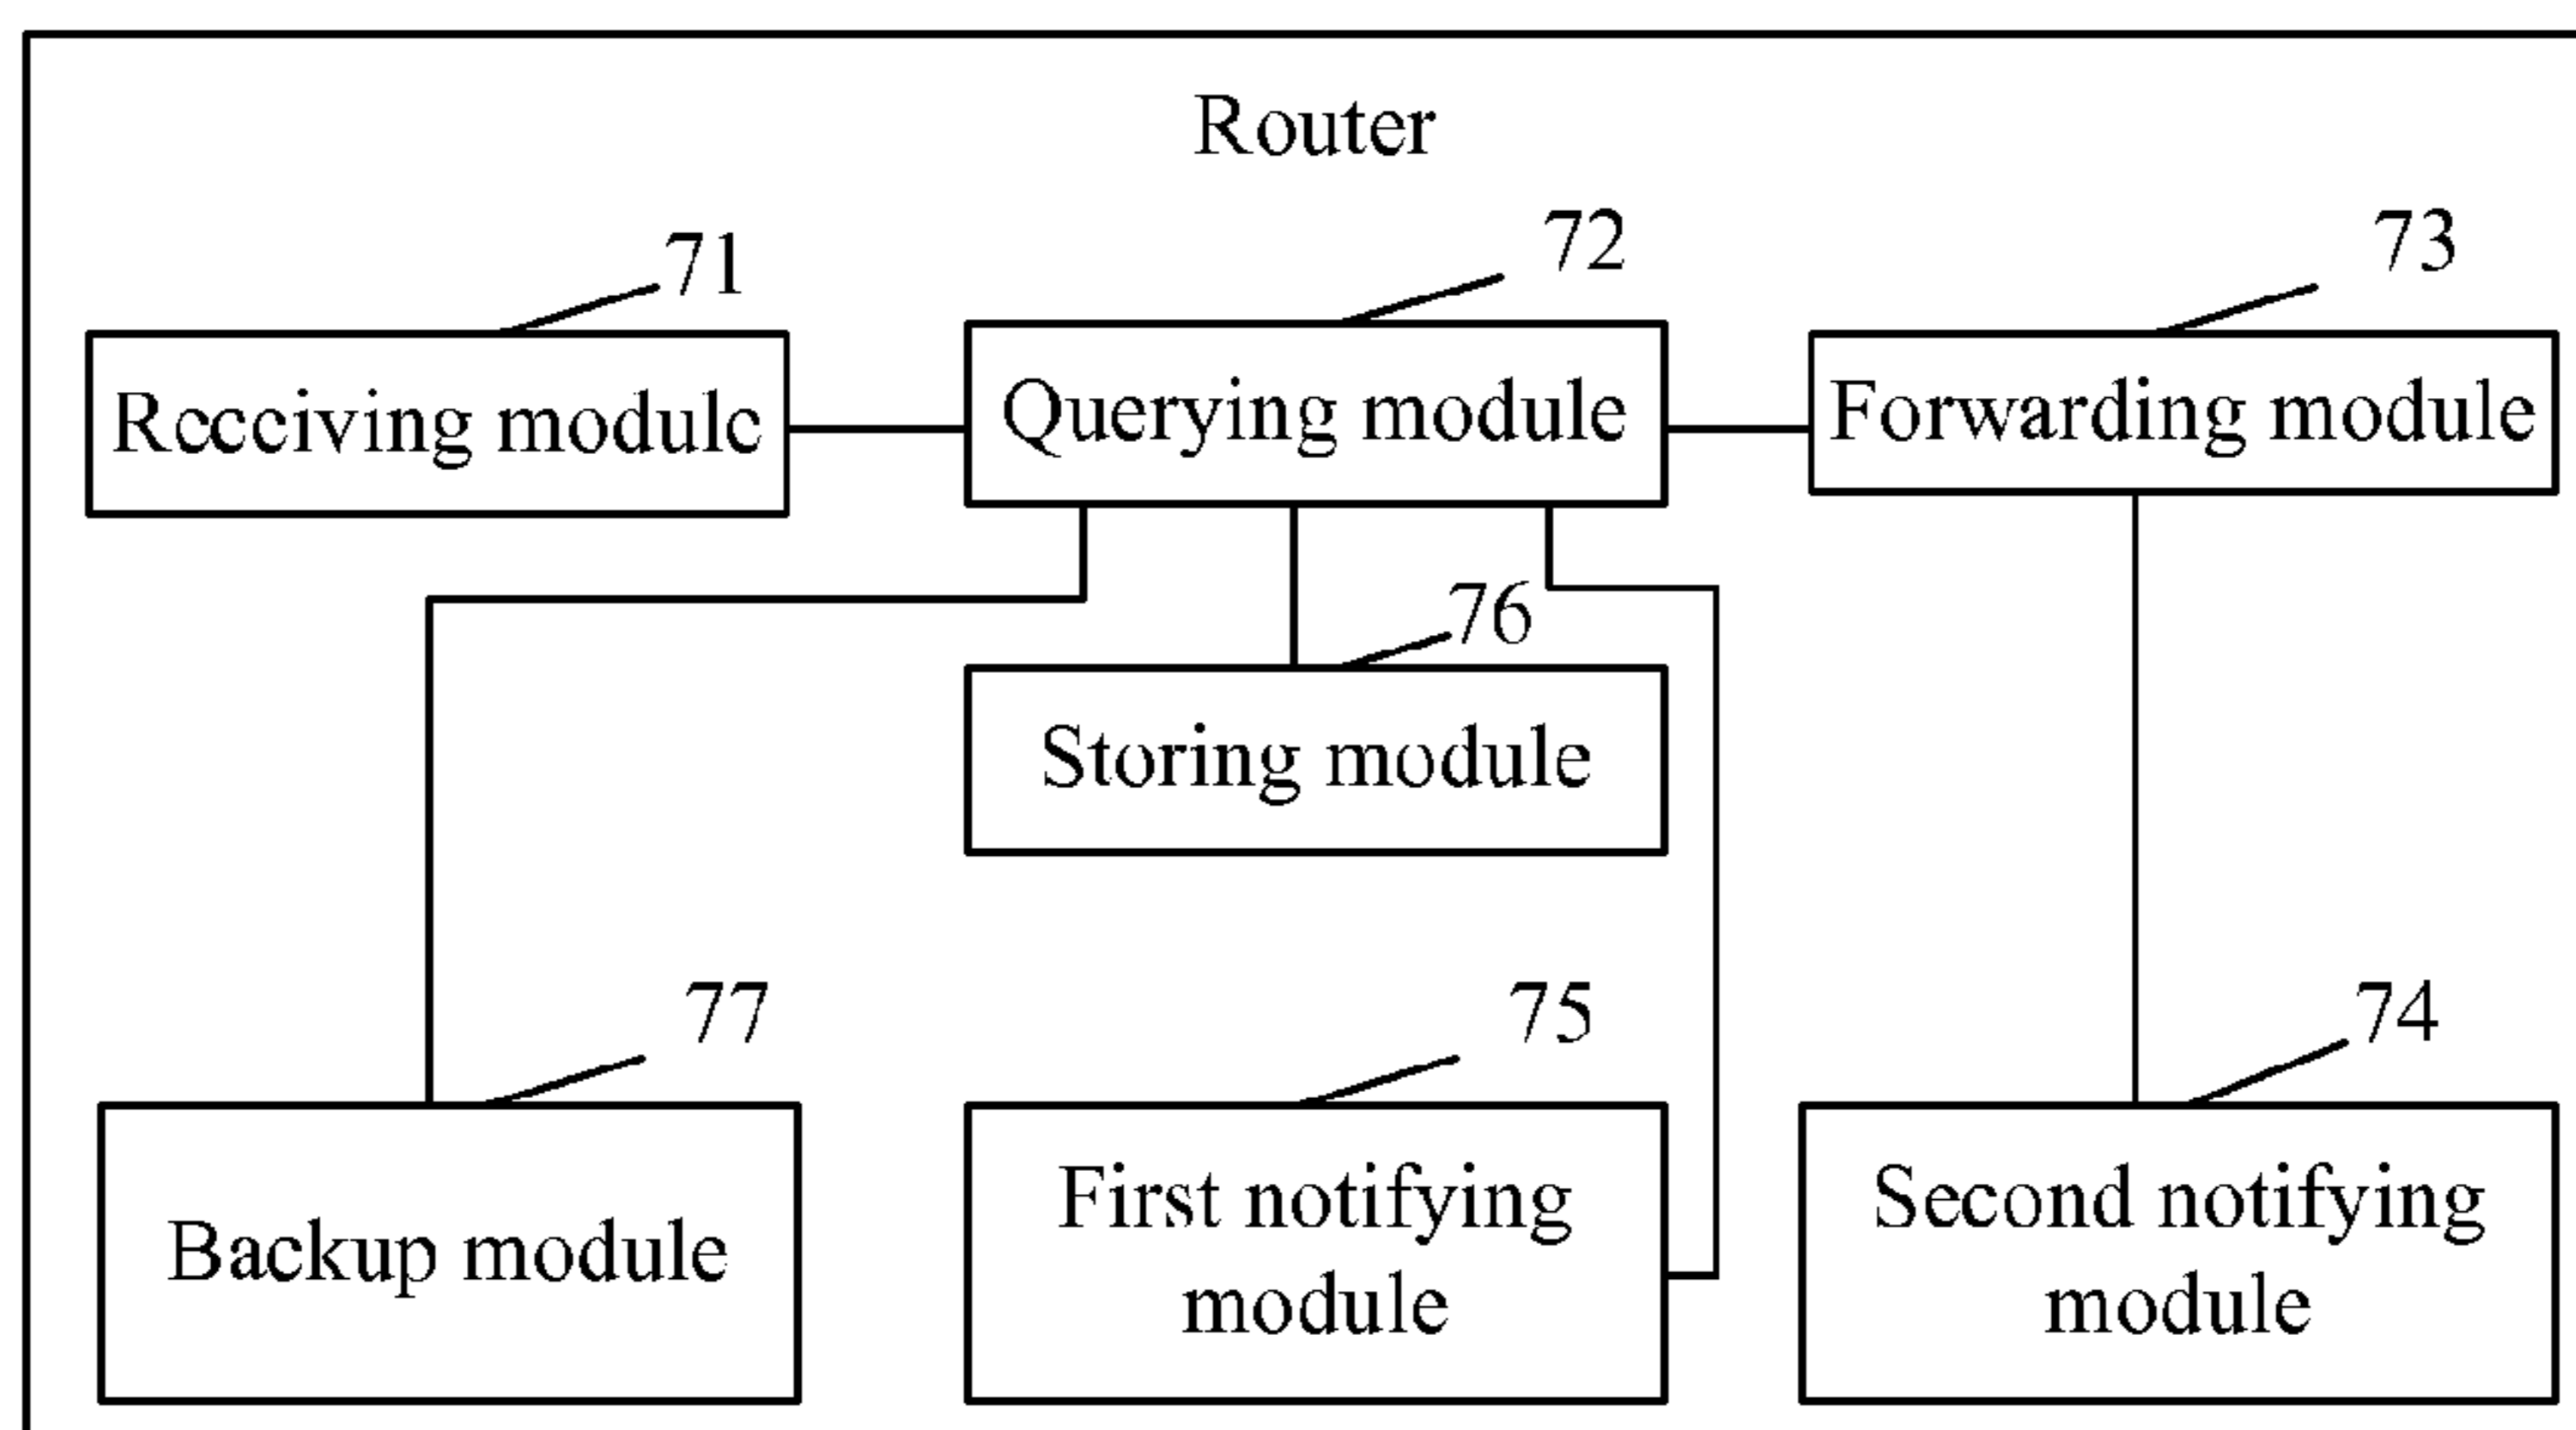 Router
71
72
73
Receiving module
Querying module
Forwarding module
76
Storing module
77
75
74
Backup module
First notifying
module
Second notifying
module